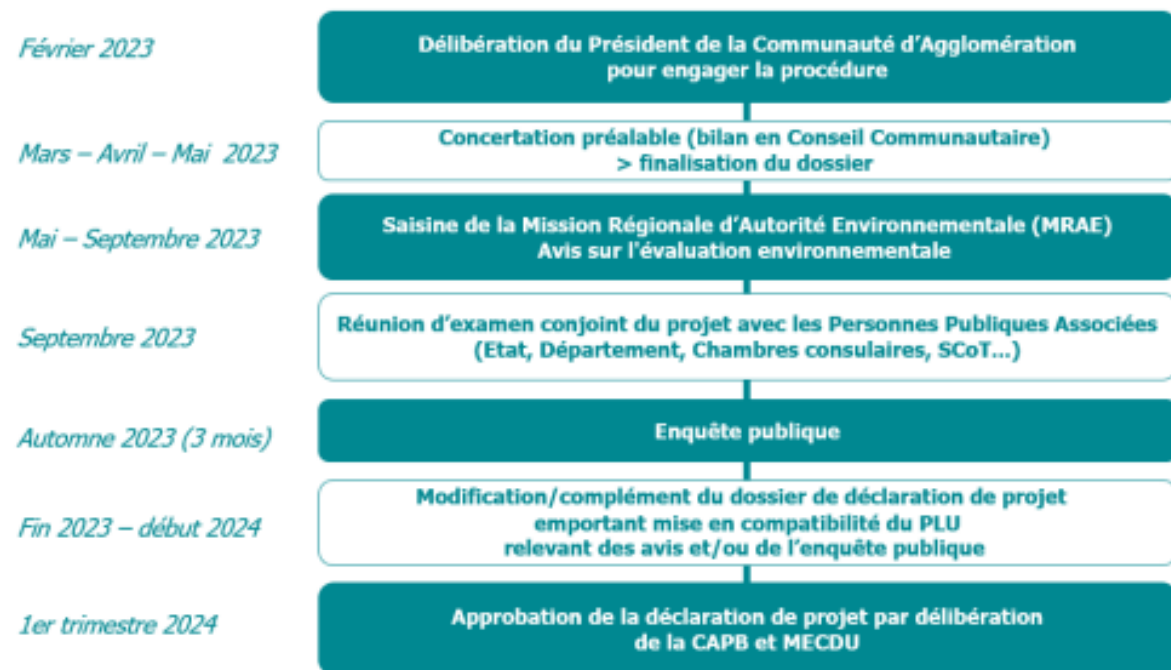 Février 2023
Délibération du Président de la Communauté d’Agglomération
pour engager la procédure
Mars – Avril – Mai 2023
Concertation préalable (bilan en Conseil Communautaire)
> finalisation du dossier
Mai – Septembre 2023
Saisine de la Mission Régionale d’Autorité Environnementale (MRAE)
Avis sur l'évaluation environnementale
Septembre 2023
Réunion d’examen conjoint du projet avec les Personnes Publiques Associées
(Etat, Département, Chambres consulaires, SCoT...)
Automne 2023 (3 mois)
Enquête publique
Fin 2023 – début 2024
Modification/complément du dossier de déclaration de projet
emportant mise en compatibilité du PLU
relevant des avis et/ou de l’enquête publique
1er trimestre 2024
Approbation de la déclaration de projet par délibération
de la CAPB et MECDU